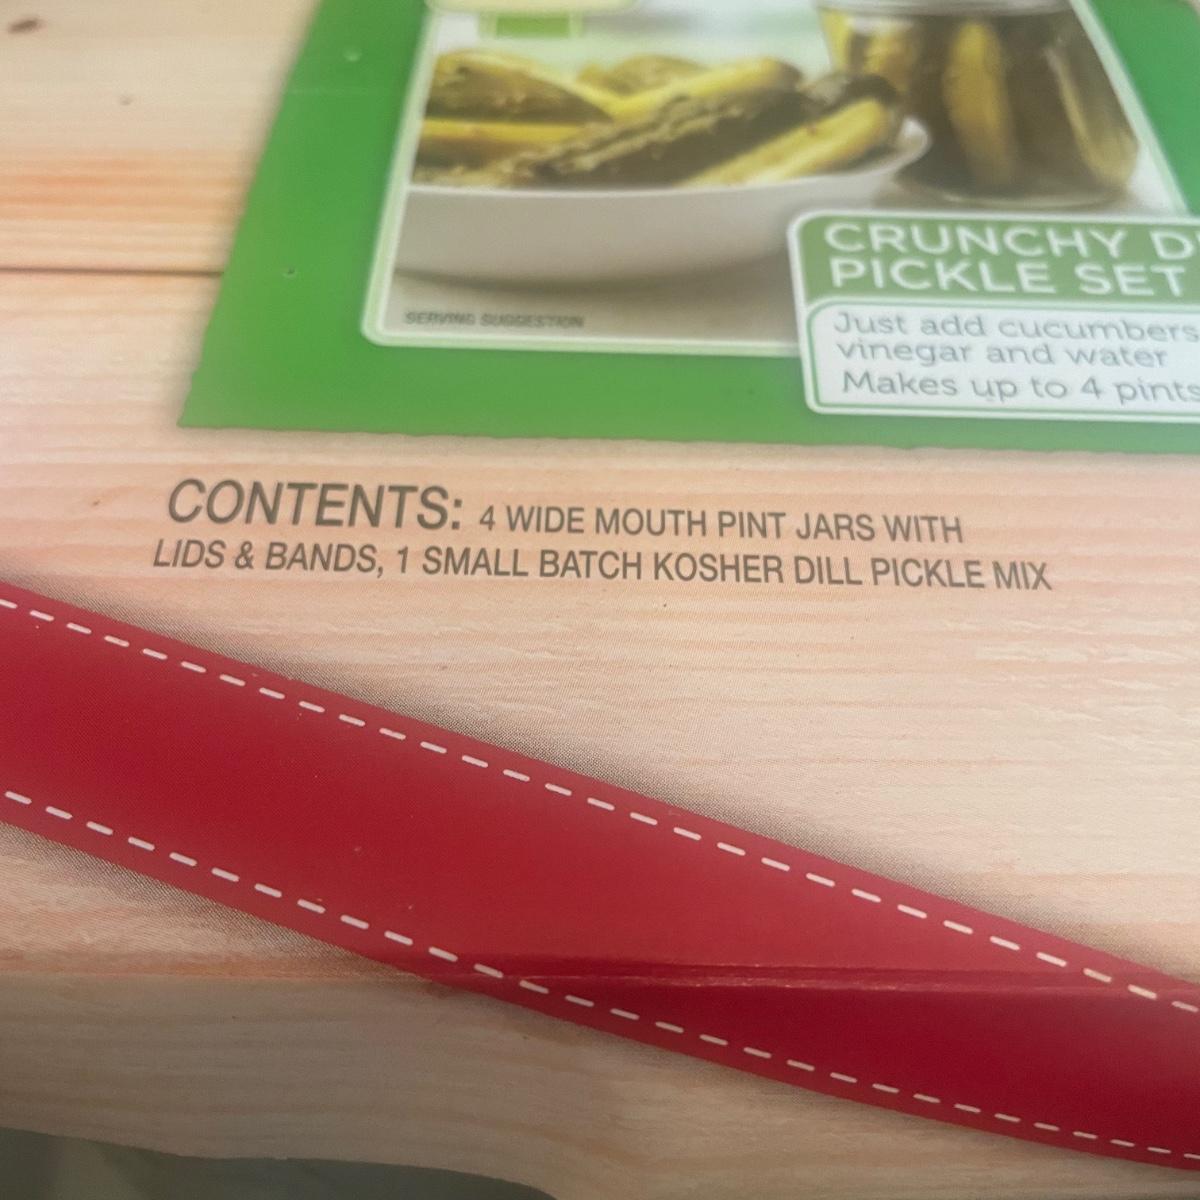 CRUNCHY
PICKLE SET
Just add cucumbers
vinegar and water
Makes up to 4 pints
SERVING SUGGESTION
CONTENTS: 4 WIDE MOUTH PINT JARS WITH
LIDS & BANDS, 1 SMALL BATCH KOSHER DILL PICKLE MIX